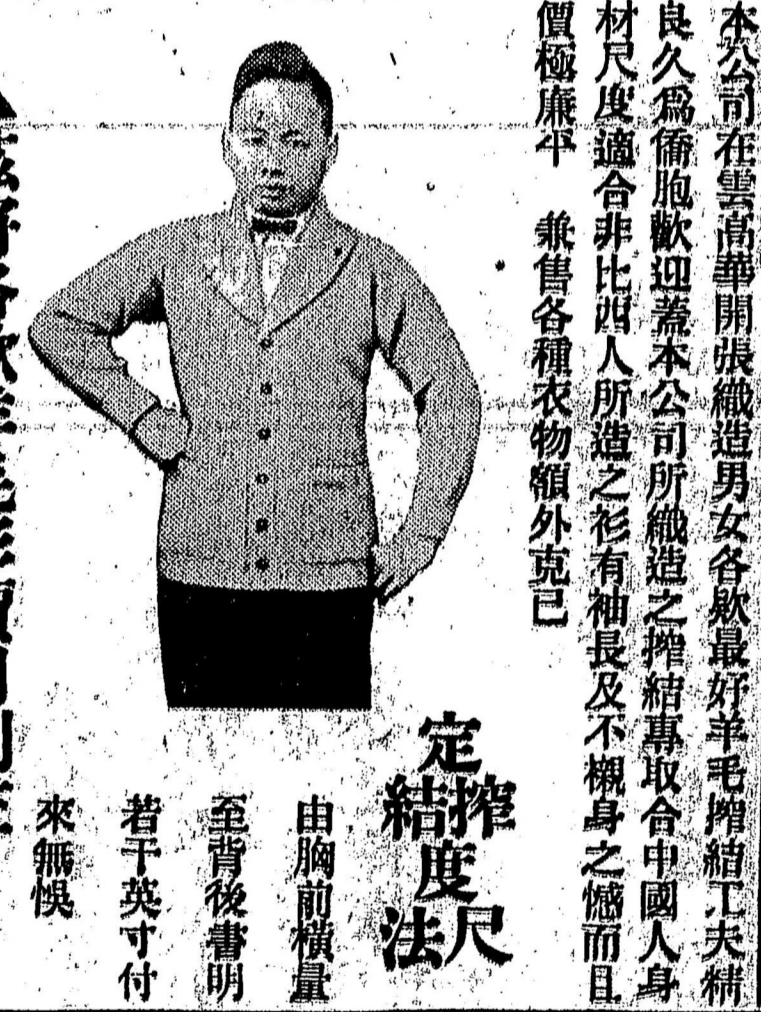 本公司在雲高華開張織造男女各欵最好羊毛搾結工夫精
良久爲僑胞歡迎蓋本公司所織造之搾結專取合中國人身
材尺度適合非比西人所造之衫有袖長及不襯身之憾而且
價極廉平　兼售各種衣物額外克己
定搾結度尺法
由胸前橫量
至背後書明
若干英寸付
來無悞